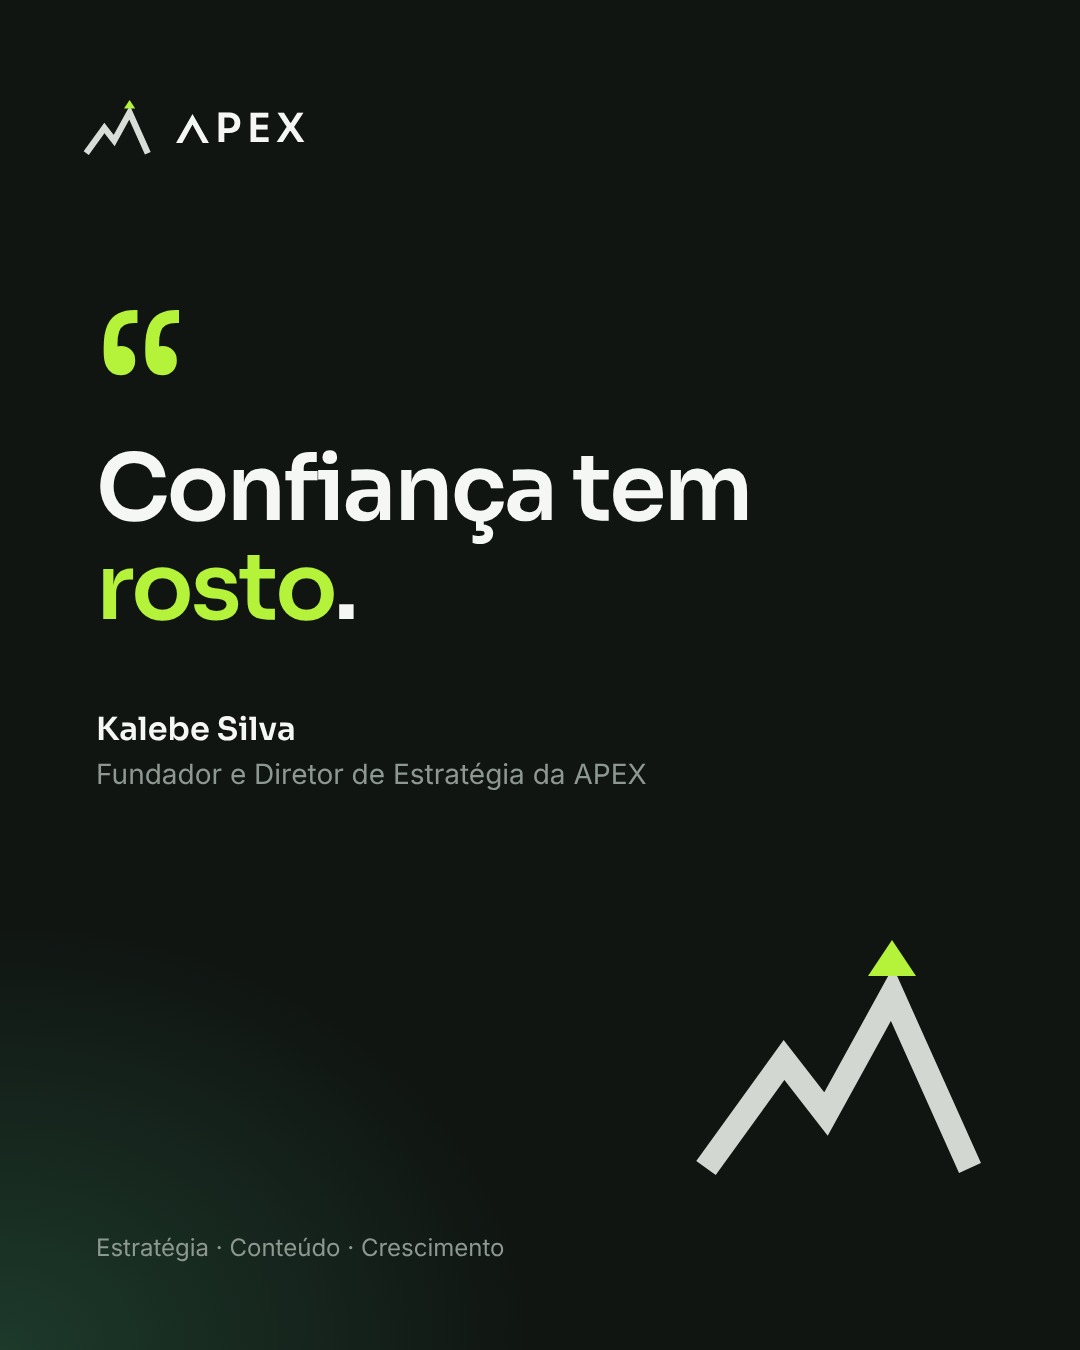 APEX
“
Confiança tem
rosto.
Kalebe Silva
Fundador e Diretor de Estratégia da APEX
Estratégia · Conteúdo · Crescimento